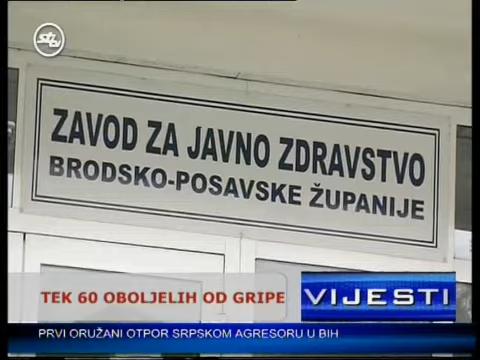 ZAVOD ZA JAVNO ZDRAVSTVO
BRODSKO-POSAVSKE ŽUPANIJE
TEK 60 OBOLJELIH OD GRIPE
VIJESTI
PRVI ORUŽANI OTPOR SRPSKOM AGRESORU U BIH